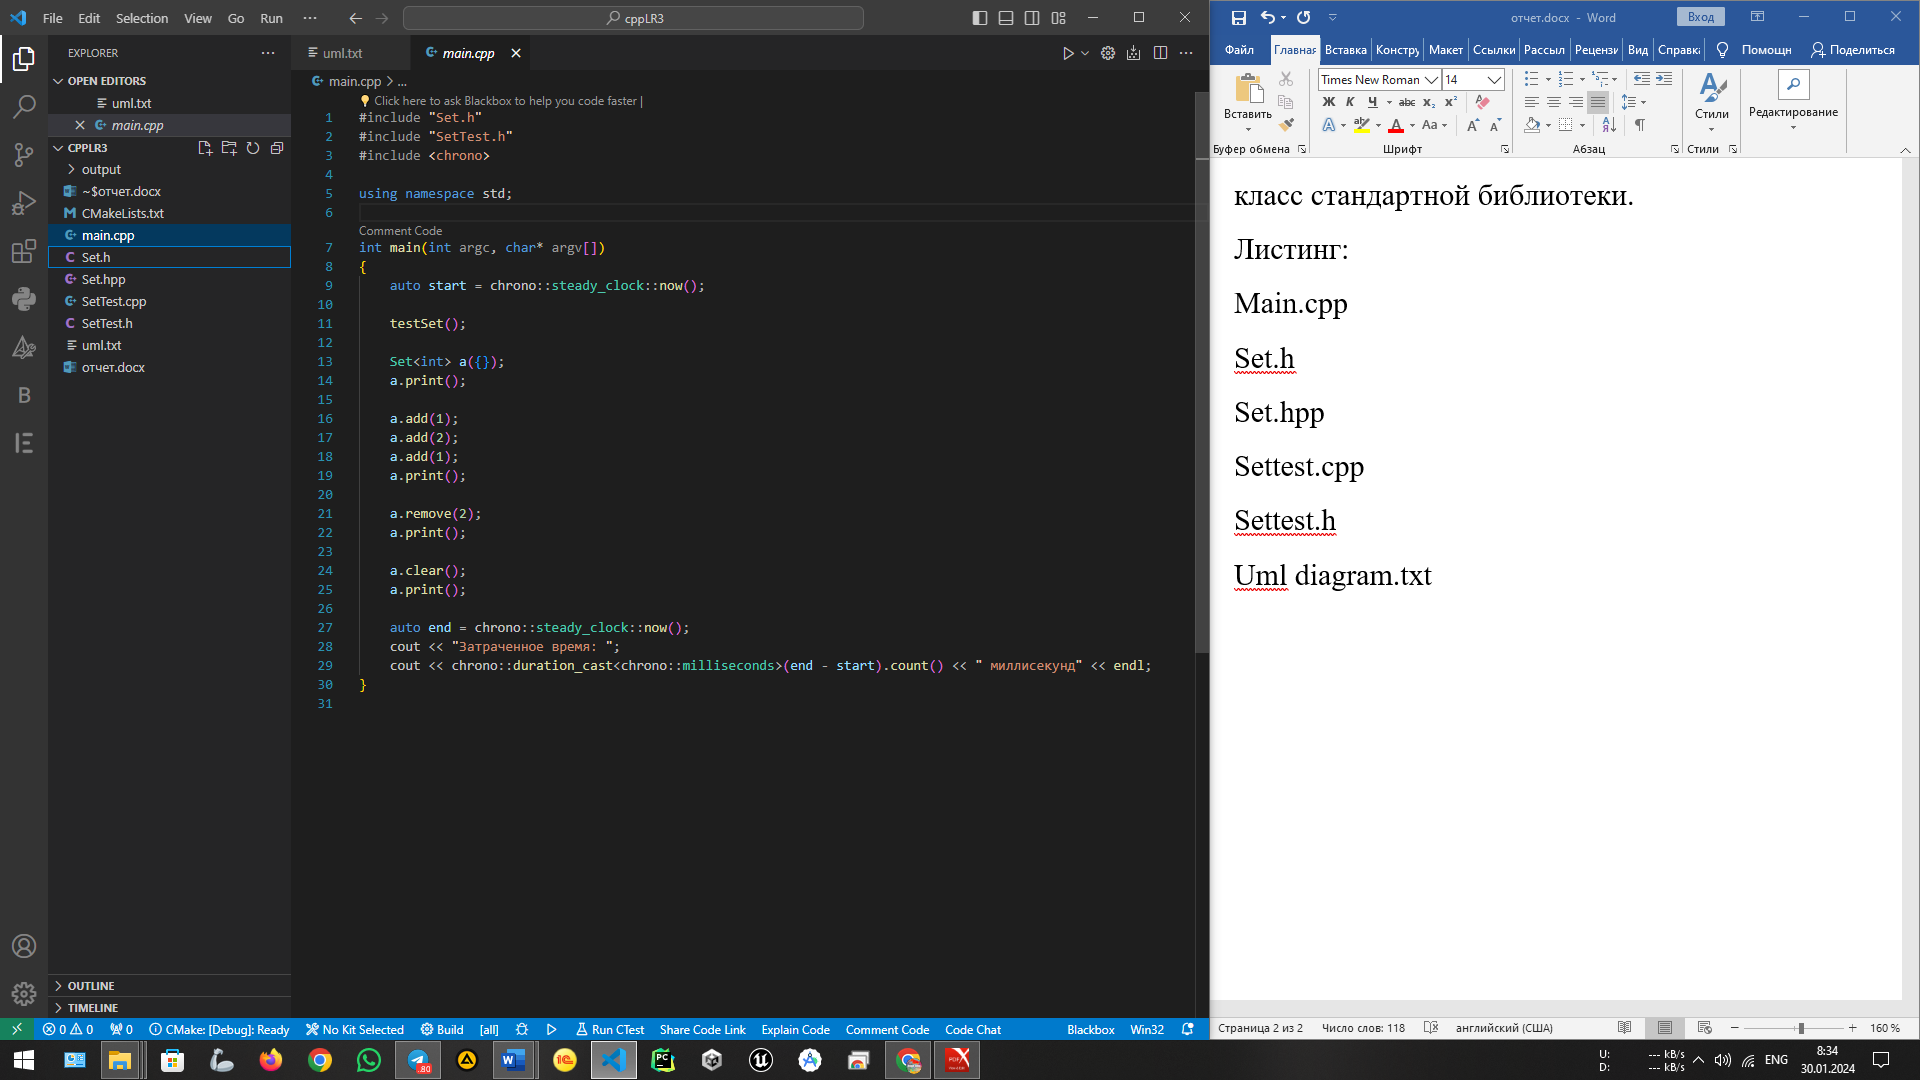 File Edit Selection View Go Run ···
cppLR3
EXPLORER
OPEN EDITORS
uml.txt
main.cpp
CPPLR3
output
~$отчет.docx
CMakeLists.txt
main.cpp
Set.h
Set.hpp
SetTest.cpp
SetTest.h
uml.txt
отчет.docx
OUTLINE
TIMELINE
uml.txt main.cpp
main.cpp > ...
Click here to ask Blackbox to help you code faster |
1 #include "Set.h"
2 #include "SetTest.h"
3 #include <chrono>
4
5 using namespace std;
6
Comment Code
7 int main(int argc, char* argv[])
8 {
9 auto start = chrono::steady_clock::now();
10
11 testSet();
12
13 Set<int> a({});
14 a.print();
15
16 a.add(1);
17 a.add(2);
18 a.add(1);
19 a.print();
20
21 a.remove(2);
22 a.print();
23
24 a.clear();
25 a.print();
26
27 auto end = chrono::steady_clock::now();
28 cout << "Затраченное время: ";
29 cout << chrono::duration_cast<chrono::milliseconds>(end - start).count() << " миллисекунд" << endl;
30 }
31
0 0 0 CMake: [Debug]: Ready No Kit Selected Build [all] Run CTest Share Code Link Explain Code Comment Code Code Chat Blackbox Win32
отчет.docx - Word Вход
Файл Главная Вставка Констру Макет Ссылки Рассыл Рецензи Вид Справка Помощн Поделиться
Times New Roman 14
Вставить
Ж К Ч abc x₂ x²
Стили
Редактирование
Буфер обмена Шрифт Абзац Стили
класс стандартной библиотеки.
Листинг:
Main.cpp
Set.h
Set.hpp
Settest.cpp
Settest.h
Uml diagram.txt
Страница 2 из 2 Число слов: 118 английский (США) 160 %
U: --- kB/s
D: --- kB/s
ENG
8:34
30.01.2024